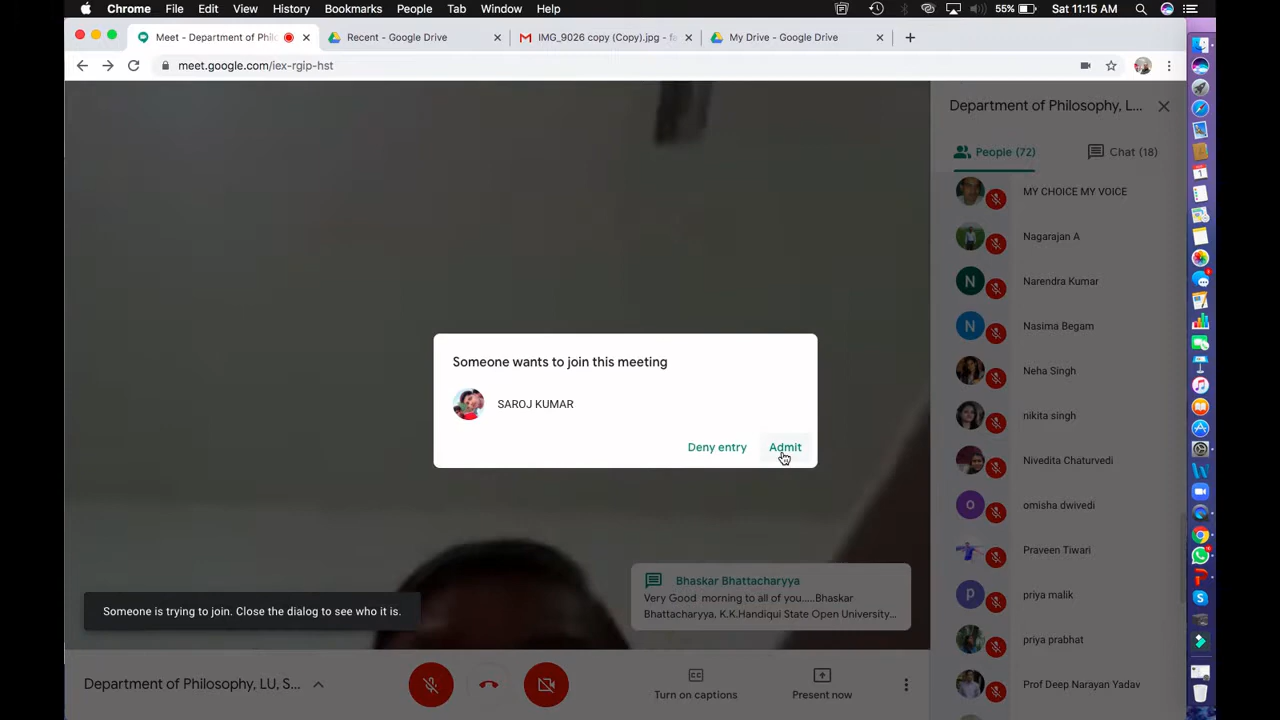 Chrome File Edit View History Bookmarks People Tab Window Help 55% Sat 11:15 AM
Meet - Department of Phil
Recent - Google Drive
IMG_9026 copy (Copy).jpg - fa
My Drive - Google Drive
meet.google.com/iex-rgip-hst
Department of Philosophy, L...
People (72) Chat (18)
MY CHOICE MY VOICE
Nagarajan A
N Narendra Kumar
N Nasima Begam
Neha Singh
nikita singh
Nivedita Chaturvedi
o omisha dwivedi
Praveen Tiwari
p priya malik
priya prabhat
Prof Deep Narayan Yadav
Someone wants to join this meeting
SAROJ KUMAR
Deny entry Admit
Bhaskar Bhattacharyya
Very Good morning to all of you.....Bhaskar
Bhattacharyya, K.K.Handiqui State Open University...
Someone is trying to join. Close the dialog to see who it is.
Department of Philosophy, LU, S...
Turn on captions
Present now